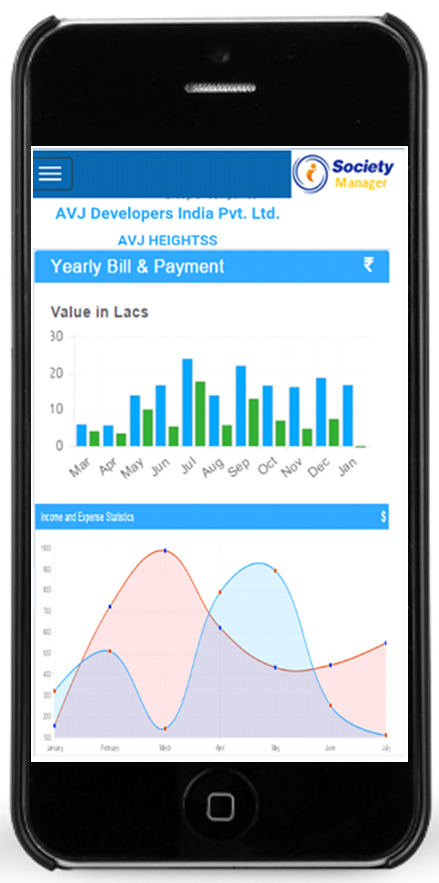 Society
Manager
AVJ Developers India Pvt. Ltd.
AVJ HEIGHTSS
Yearly Bill & Payment ₹
Value in Lacs
30
20
10
0
Mar Apr May Jun Jul Aug Sep Oct Nov Dec Jan
Income and Expense Statistics $
1000
900
800
700
600
500
400
300
200
100
January February March April May June July